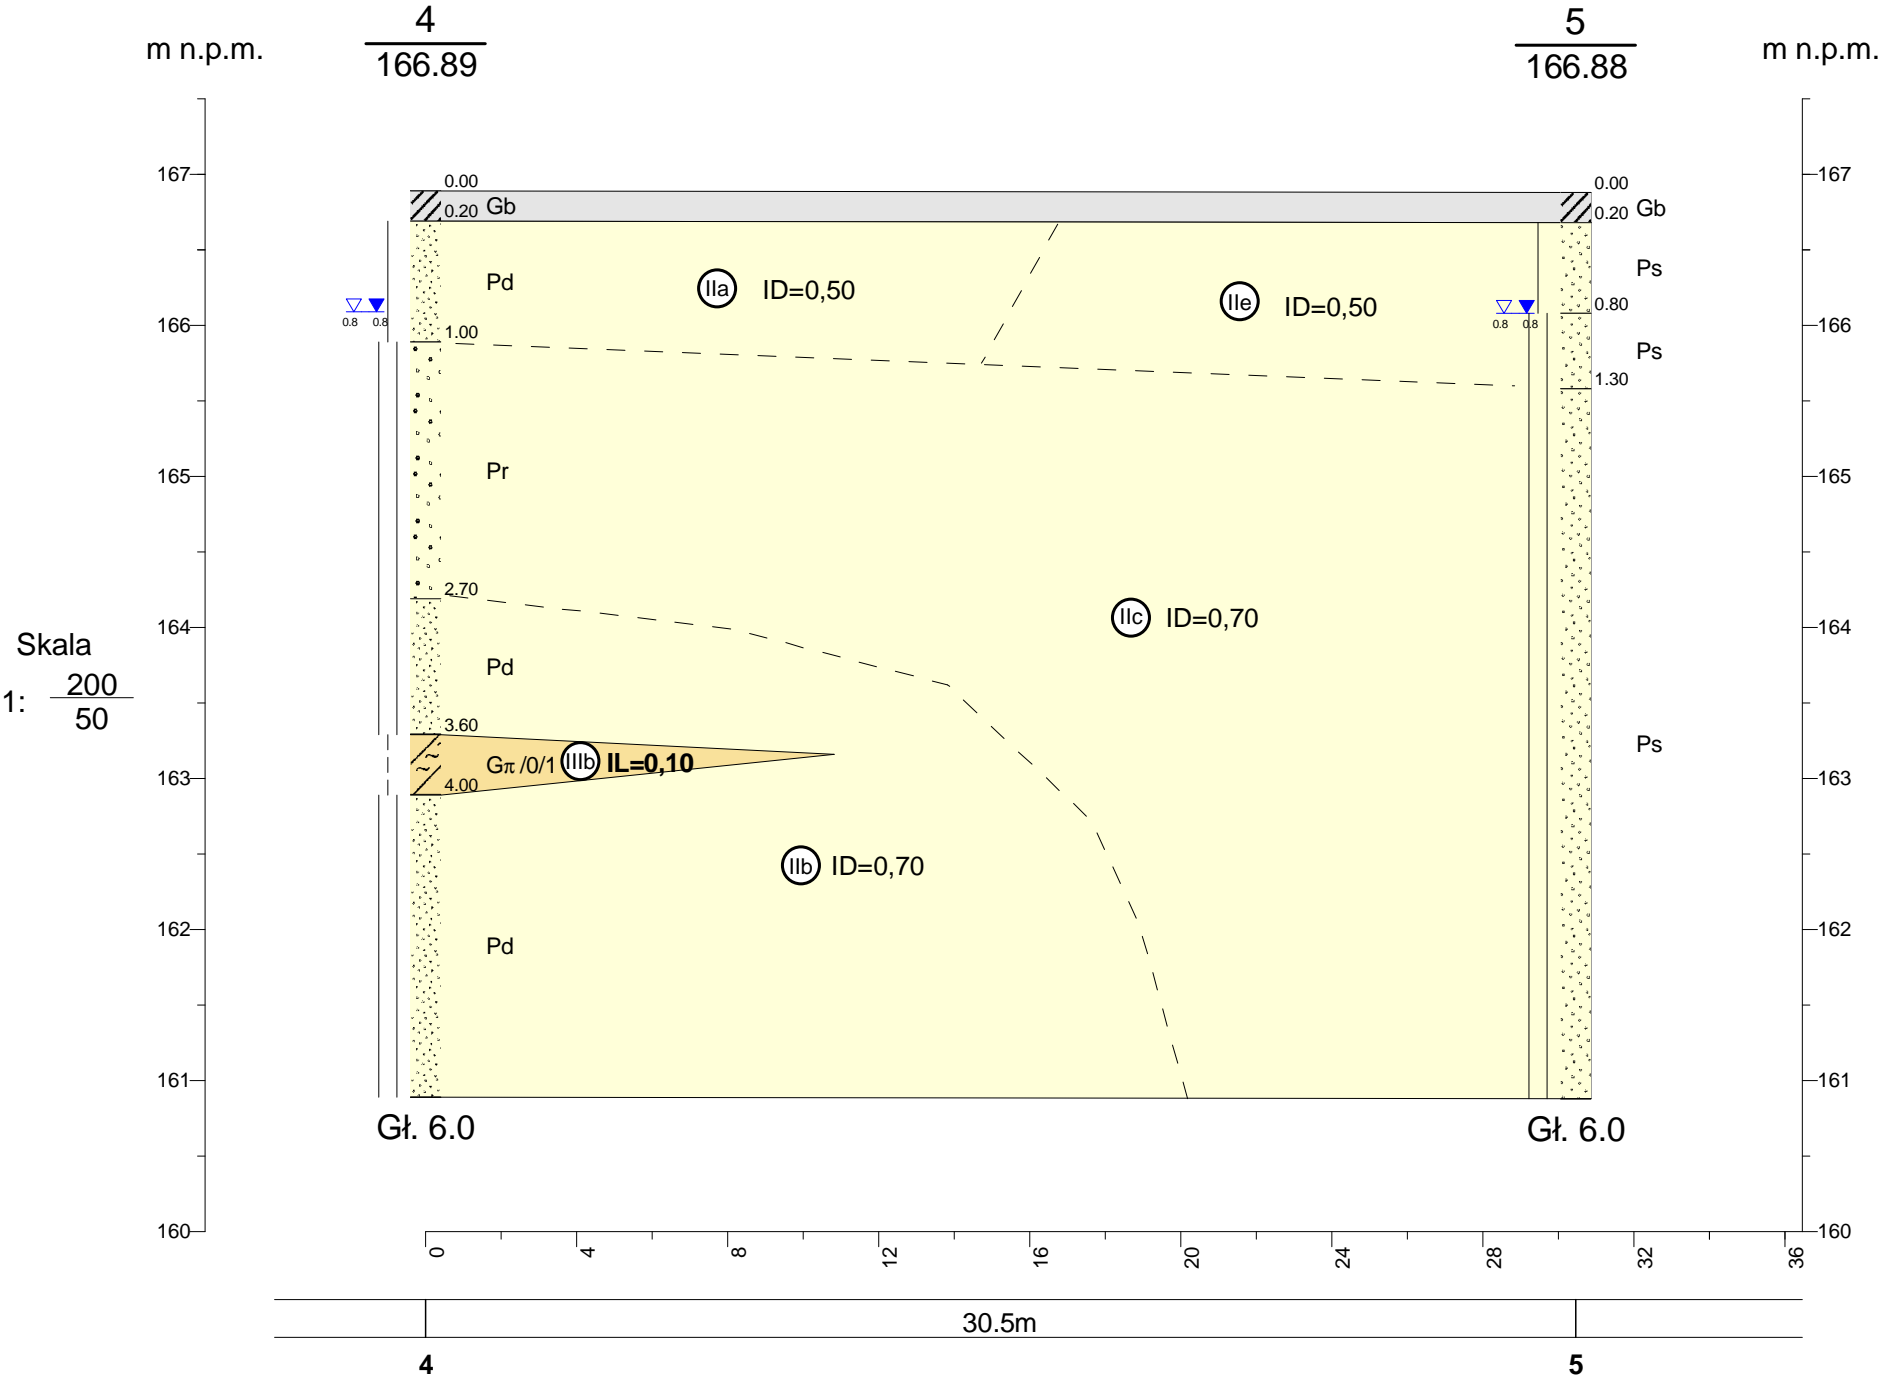 4
166.89
5
166.88
m n.p.m.
m n.p.m.
167
166
165
164
163
162
161
160
167
166
165
164
163
162
161
160
Skala
1: 200
50
0.00
0.20 Gb
Pd
1.00
Pr
2.70
Pd
3.60
Gπ /0/1 IIIb IL=0,10
4.00
Pd
0.8 0.8
IIa ID=0,50
IIe ID=0,50
IIc ID=0,70
IIb ID=0,70
0.8 0.8
0.00
0.20 Gb
Ps
0.80
Ps
1.30
Ps
Gł. 6.0
Gł. 6.0
0 4 8 12 16 20 24 28 32 36
30.5m
4 5